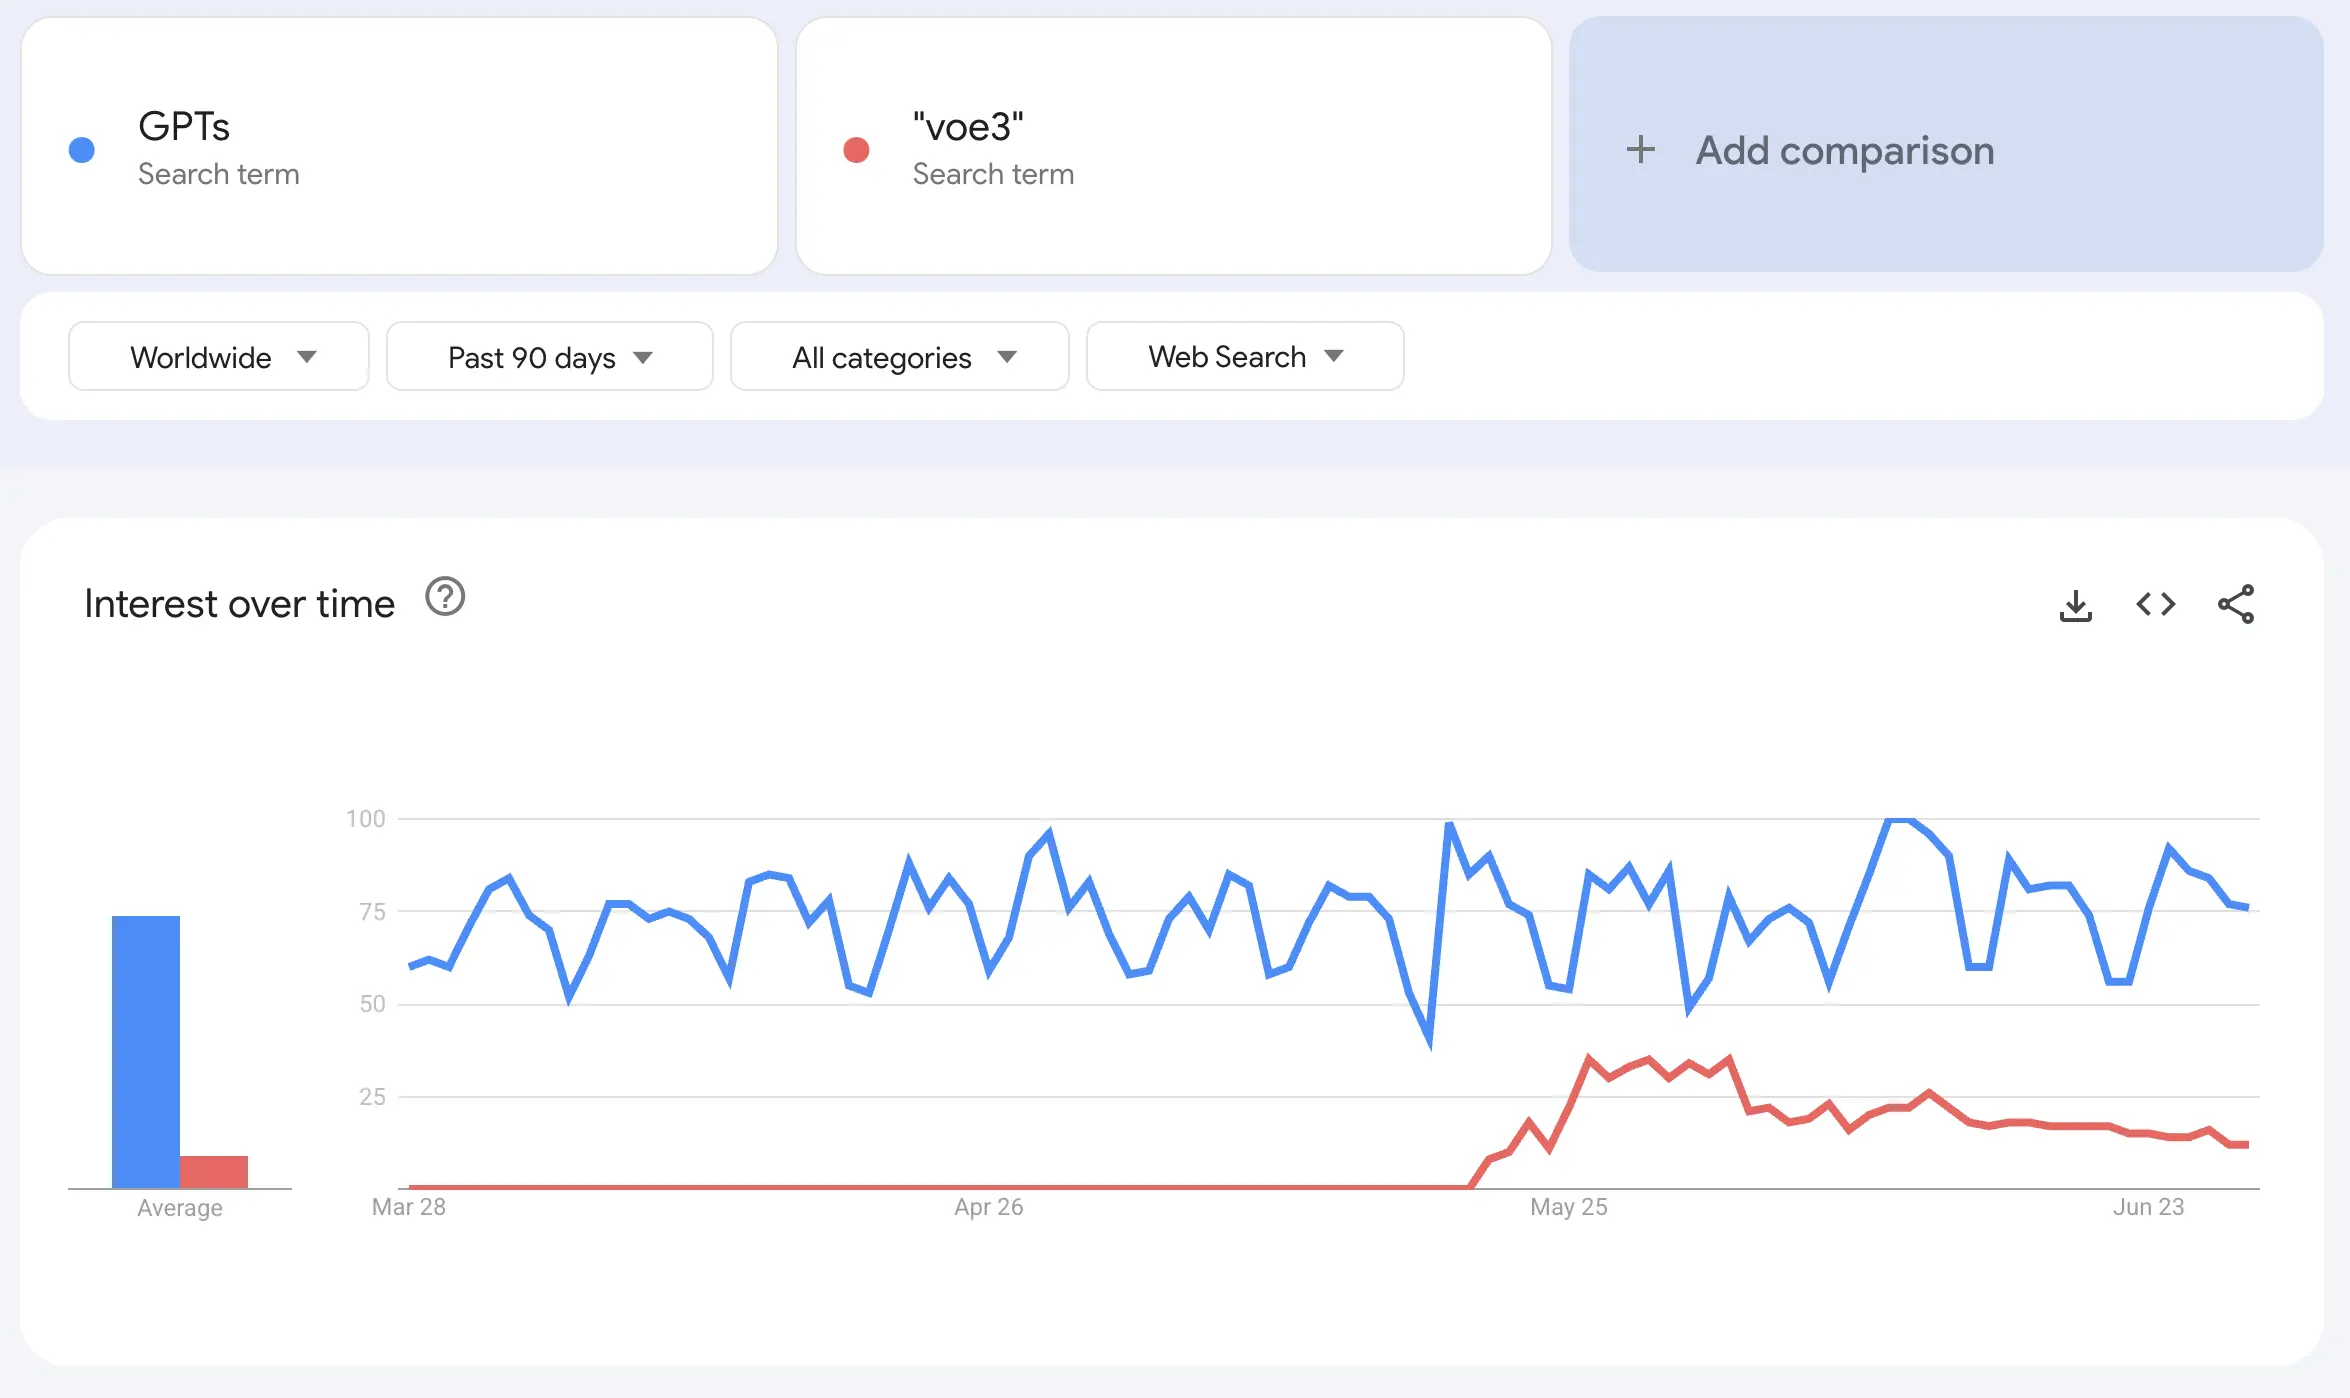 GPTs
Search term
"voe3"
Search term
+ Add comparison
Worldwide
Past 90 days
All categories
Web Search
Interest over time
?
100
75
50
25
Average
Mar 28
Apr 26
May 25
Jun 23